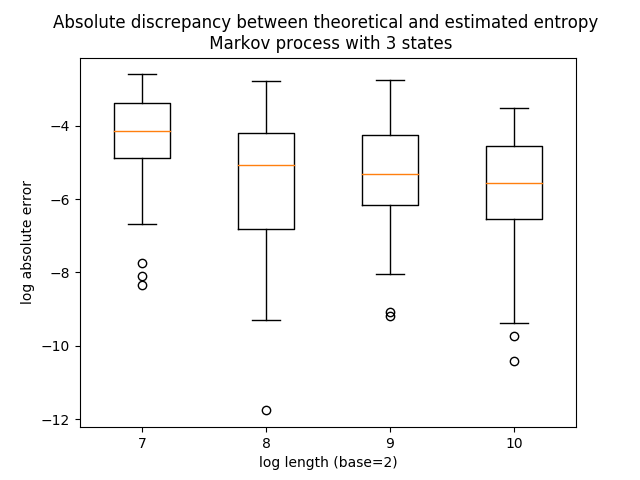 Absolute discrepancy between theoretical and estimated entropy
Markov process with 3 states
−4
−6
−8
−10
−12
log absolute error
7 8 9 10
log length (base=2)